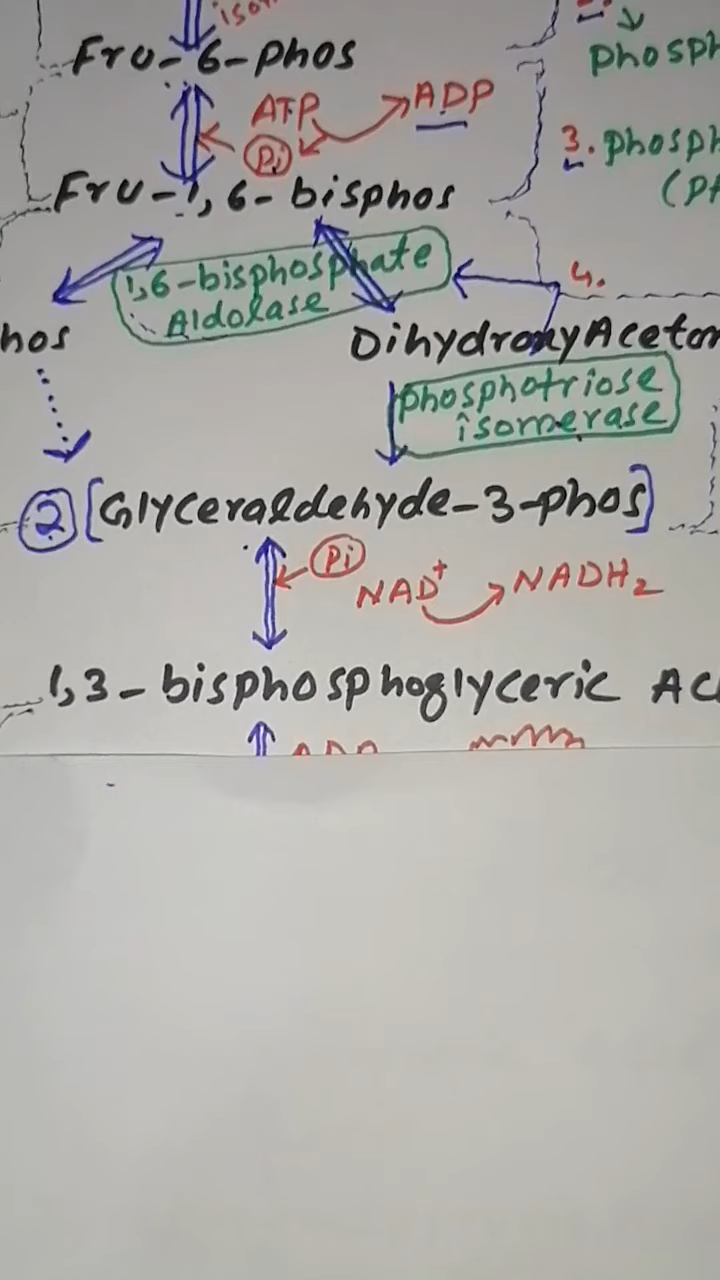 Fru-6-phos
phosph
ATP
ADP
Pi
3. phosph
Fru-1,6-bisphos
1,6-bisphosphate
Aldolase
4.
hos
DihydroxyAceton
phosphotriose
isomerase
2 [Glyceraldehyde-3-phos]
Pi
NAD+
NADH2
1,3-bisphosphoglyceric Ac